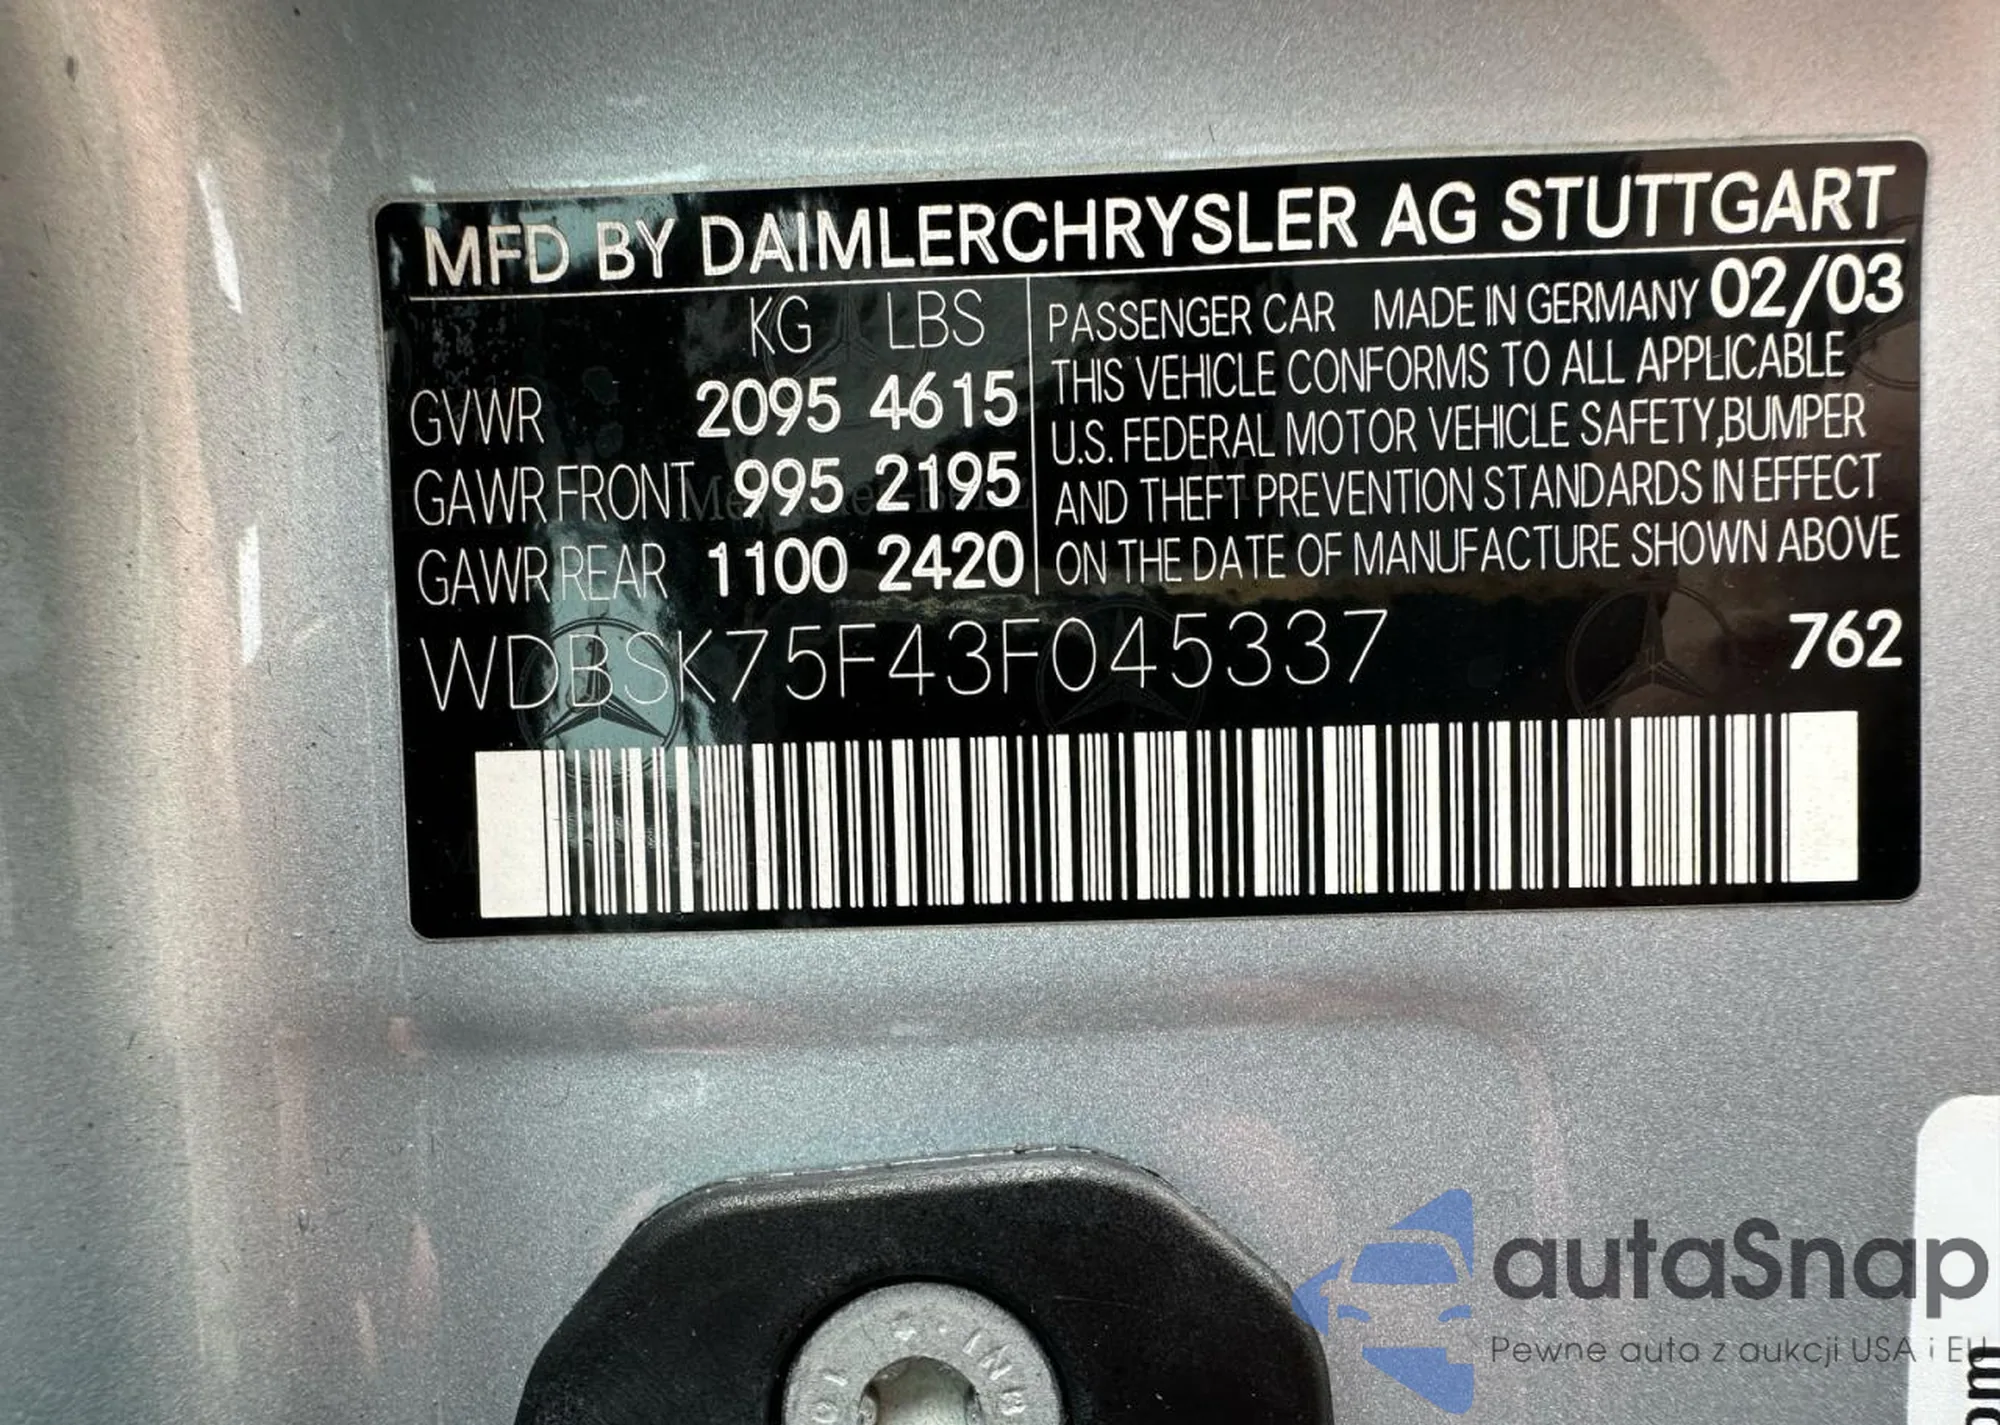 MFD BY DAIMLERCHRYSLER AG STUTTGART
KG LBS
GVWR 2095 4615
GAWR FRONT 995 2195
GAWR REAR 1100 2420
PASSENGER CAR MADE IN GERMANY 02/03
THIS VEHICLE CONFORMS TO ALL APPLICABLE
U.S. FEDERAL MOTOR VEHICLE SAFETY,BUMPER
AND THEFT PREVENTION STANDARDS IN EFFECT
ON THE DATE OF MANUFACTURE SHOWN ABOVE
WDBSK75F43F045337 762
autaSnap
Pewne auta z aukcji USA i EU